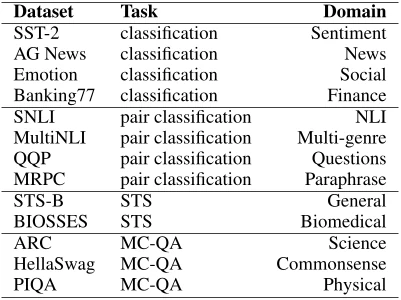 Dataset Task Domain
SST-2 classification Sentiment
AG News classification News
Emotion classification Social
Banking77 classification Finance
SNLI pair classification NLI
MultiNLI pair classification Multi-genre
QQP pair classification Questions
MRPC pair classification Paraphrase
STS-B STS General
BIOSSES STS Biomedical
ARC MC-QA Science
HellaSwag MC-QA Commonsense
PIQA MC-QA Physical